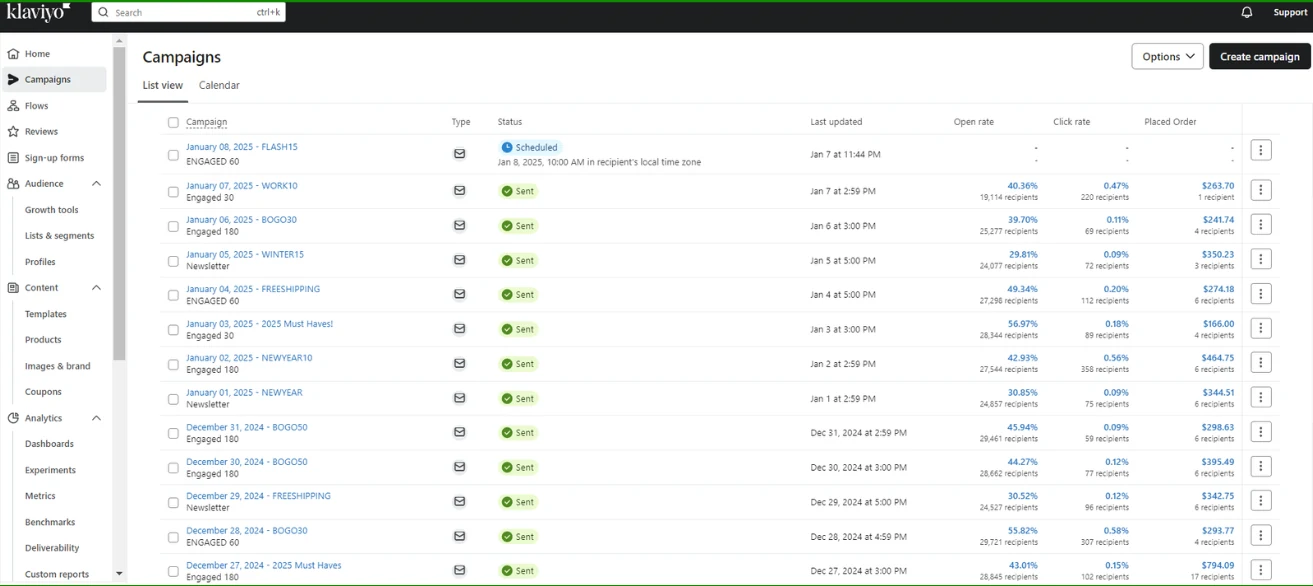 klaviyo
Search ctrl+k
Support
Home
Campaigns
Flows
Reviews
Sign-up forms
Audience
Growth tools
Lists & segments
Profiles
Content
Templates
Products
Images & brand
Coupons
Analytics
Dashboards
Experiments
Metrics
Benchmarks
Deliverability
Custom reports
Campaigns
Options
Create campaign
List view Calendar
Campaign Type Status Last updated Open rate Click rate Placed Order
January 08, 2025 - FLASH15 Scheduled - - -
ENGAGED 60 Jan 8, 2025, 10:00 AM in recipient's local time zone Jan 7 at 11:44 PM - - -
January 07, 2025 - WORK10 Sent Jan 7 at 2:59 PM 40.36% 0.47% $263.70
Engaged 30 19,114 recipients 220 recipients 1 recipient
January 06, 2025 - BOGO30 Sent Jan 6 at 3:00 PM 39.70% 0.11% $241.74
Engaged 180 25,277 recipients 69 recipients 4 recipients
January 05, 2025 - WINTER15 Sent Jan 5 at 5:00 PM 29.81% 0.09% $350.23
Newsletter 24,077 recipients 72 recipients 3 recipients
January 04, 2025 - FREESHIPPING Sent Jan 4 at 5:00 PM 49.34% 0.20% $274.18
ENGAGED 60 27,298 recipients 112 recipients 6 recipients
January 03, 2025 - 2025 Must Haves! Sent Jan 3 at 3:00 PM 56.97% 0.18% $166.00
Engaged 30 28,344 recipients 89 recipients 4 recipients
January 02, 2025 - NEWYEAR10 Sent Jan 2 at 2:59 PM 42.93% 0.56% $464.75
Engaged 180 27,544 recipients 358 recipients 6 recipients
January 01, 2025 - NEWYEAR Sent Jan 1 at 2:59 PM 30.85% 0.09% $344.51
Newsletter 24,857 recipients 75 recipients 6 recipients
December 31, 2024 - BOGO50 Sent Dec 31, 2024 at 2:59 PM 45.94% 0.09% $298.63
Engaged 180 29,461 recipients 59 recipients 6 recipients
December 30, 2024 - BOGO50 Sent Dec 30, 2024 at 3:00 PM 44.27% 0.12% $395.49
Engaged 180 28,662 recipients 77 recipients 6 recipients
December 29, 2024 - FREESHIPPING Sent Dec 29, 2024 at 5:00 PM 30.52% 0.12% $342.75
Newsletter 24,527 recipients 96 recipients 6 recipients
December 28, 2024 - BOGO30 Sent Dec 28, 2024 at 4:59 PM 55.82% 0.58% $293.77
ENGAGED 60 29,721 recipients 307 recipients 4 recipients
December 27, 2024 - 2025 Must Haves Sent Dec 27, 2024 at 3:00 PM 43.01% 0.15% $794.09
Engaged 180 28,845 recipients 102 recipients 17 recipients